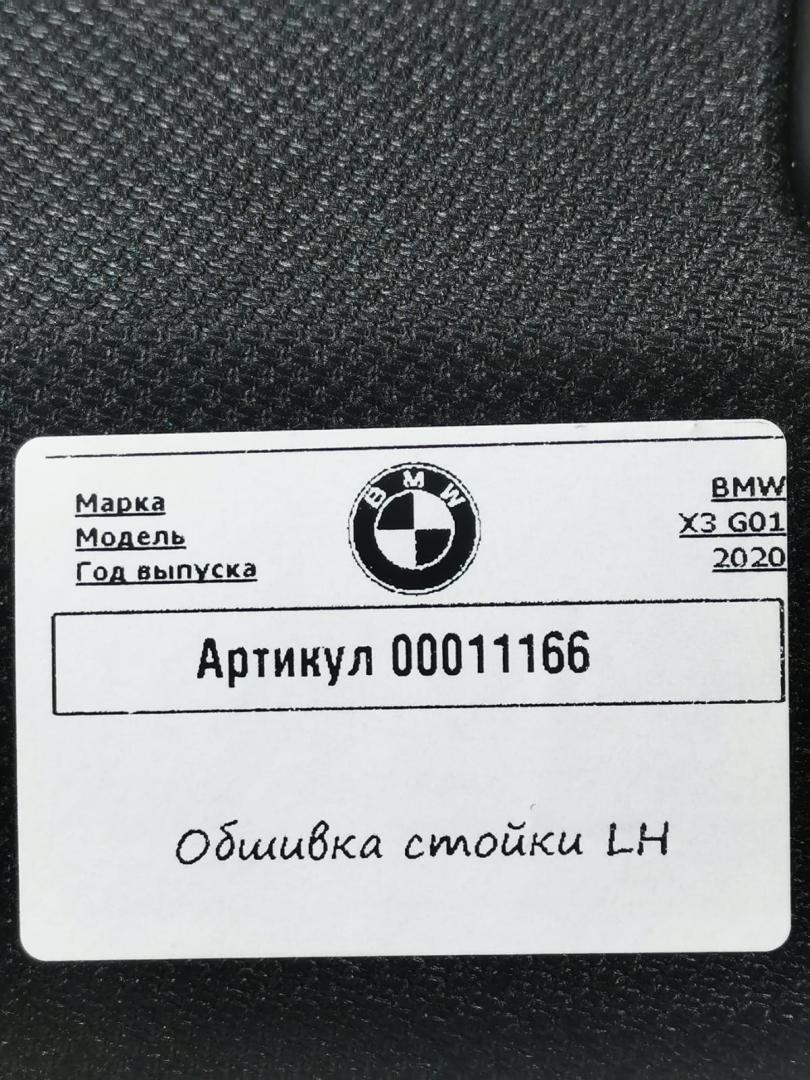 Марка BMW BMW
Модель X3 G01
Год выпуска 2020
Артикул 00011166
Обшивка стойки LH